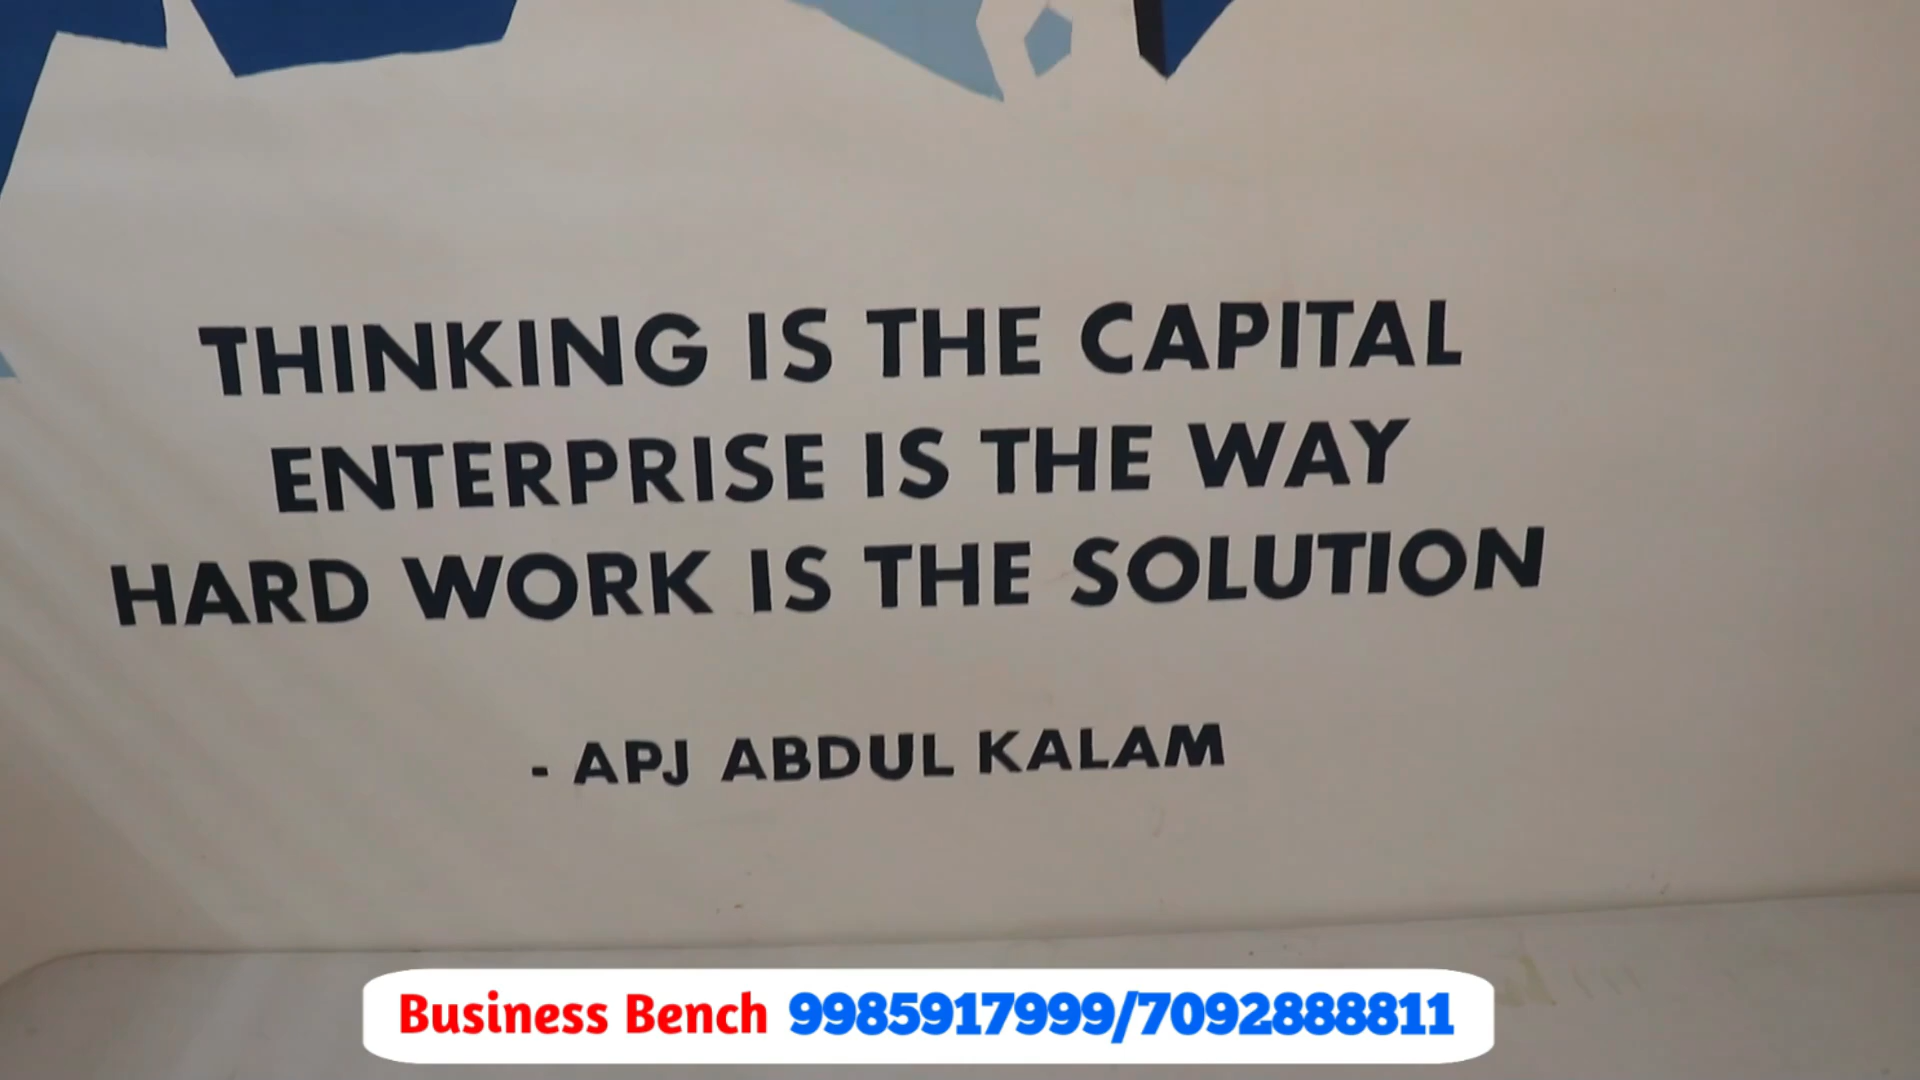 THINKING IS THE CAPITAL
ENTERPRISE IS THE WAY
HARD WORK IS THE SOLUTION
- APJ ABDUL KALAM
Business Bench 9985917999/7092888811